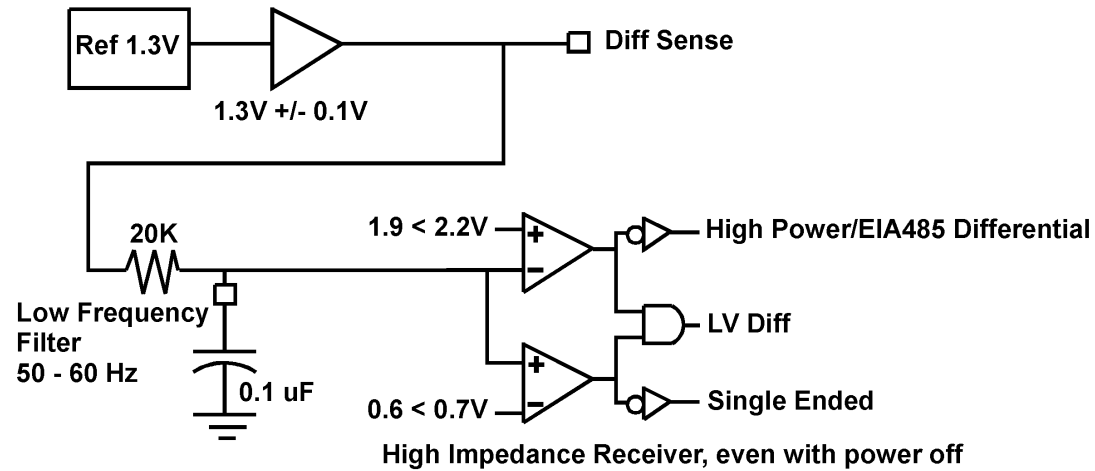 Ref 1.3V
Diff Sense
1.3V +/- 0.1V
20K
1.9 < 2.2V
+
-
High Power/EIA485 Differential
Low Frequency
Filter
50 - 60 Hz
LV Diff
0.1 uF
+
-
0.6 < 0.7V
Single Ended
High Impedance Receiver, even with power off